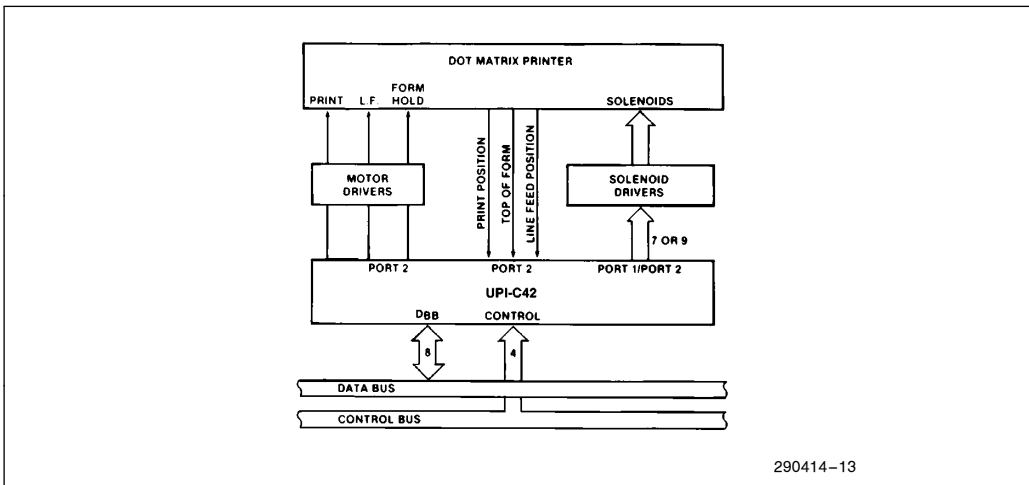 DOT MATRIX PRINTER
PRINT
L.F.
FORM
HOLD
SOLENOIDS
MOTOR
DRIVERS
PRINT POSITION
TOP OF FORM
LINE FEED POSITION
SOLENOID
DRIVERS
7 OR 9
PORT 2
PORT 2
PORT 1/PORT 2
UPI-C42
DBB
CONTROL
8
4
DATA BUS
CONTROL BUS
290414–13